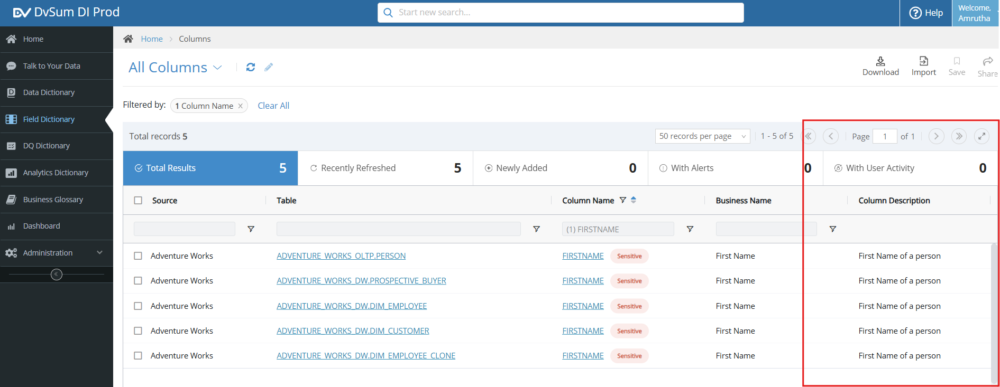 DV DvSum DI Prod
Start new search...
Help
Welcome,
Amrutha
Home
Talk to Your Data
Data Dictionary
Field Dictionary
DQ Dictionary
Analytics Dictionary
Business Glossary
Dashboard
Administration
Home > Columns
All Columns
Download
Import
Save
Share
Filtered by: 1 Column Name x Clear All
Total records 5
50 records per page
1 - 5 of 5
Page 1 of 1
Total Results 5
Recently Refreshed 5
Newly Added 0
With Alerts 0
With User Activity 0
Source Table Column Name Business Name Column Description
(1) FIRSTNAME
Adventure Works ADVENTURE_WORKS_OLTP.PERSON FIRSTNAME Sensitive First Name First Name of a person
Adventure Works ADVENTURE_WORKS_DW.PROSPECTIVE_BUYER FIRSTNAME Sensitive First Name First Name of a person
Adventure Works ADVENTURE_WORKS_DW.DIM_EMPLOYEE FIRSTNAME Sensitive First Name First Name of a person
Adventure Works ADVENTURE_WORKS_DW.DIM_CUSTOMER FIRSTNAME Sensitive First Name First Name of a person
Adventure Works ADVENTURE_WORKS_DW.DIM_EMPLOYEE_CLONE FIRSTNAME Sensitive First Name First Name of a person